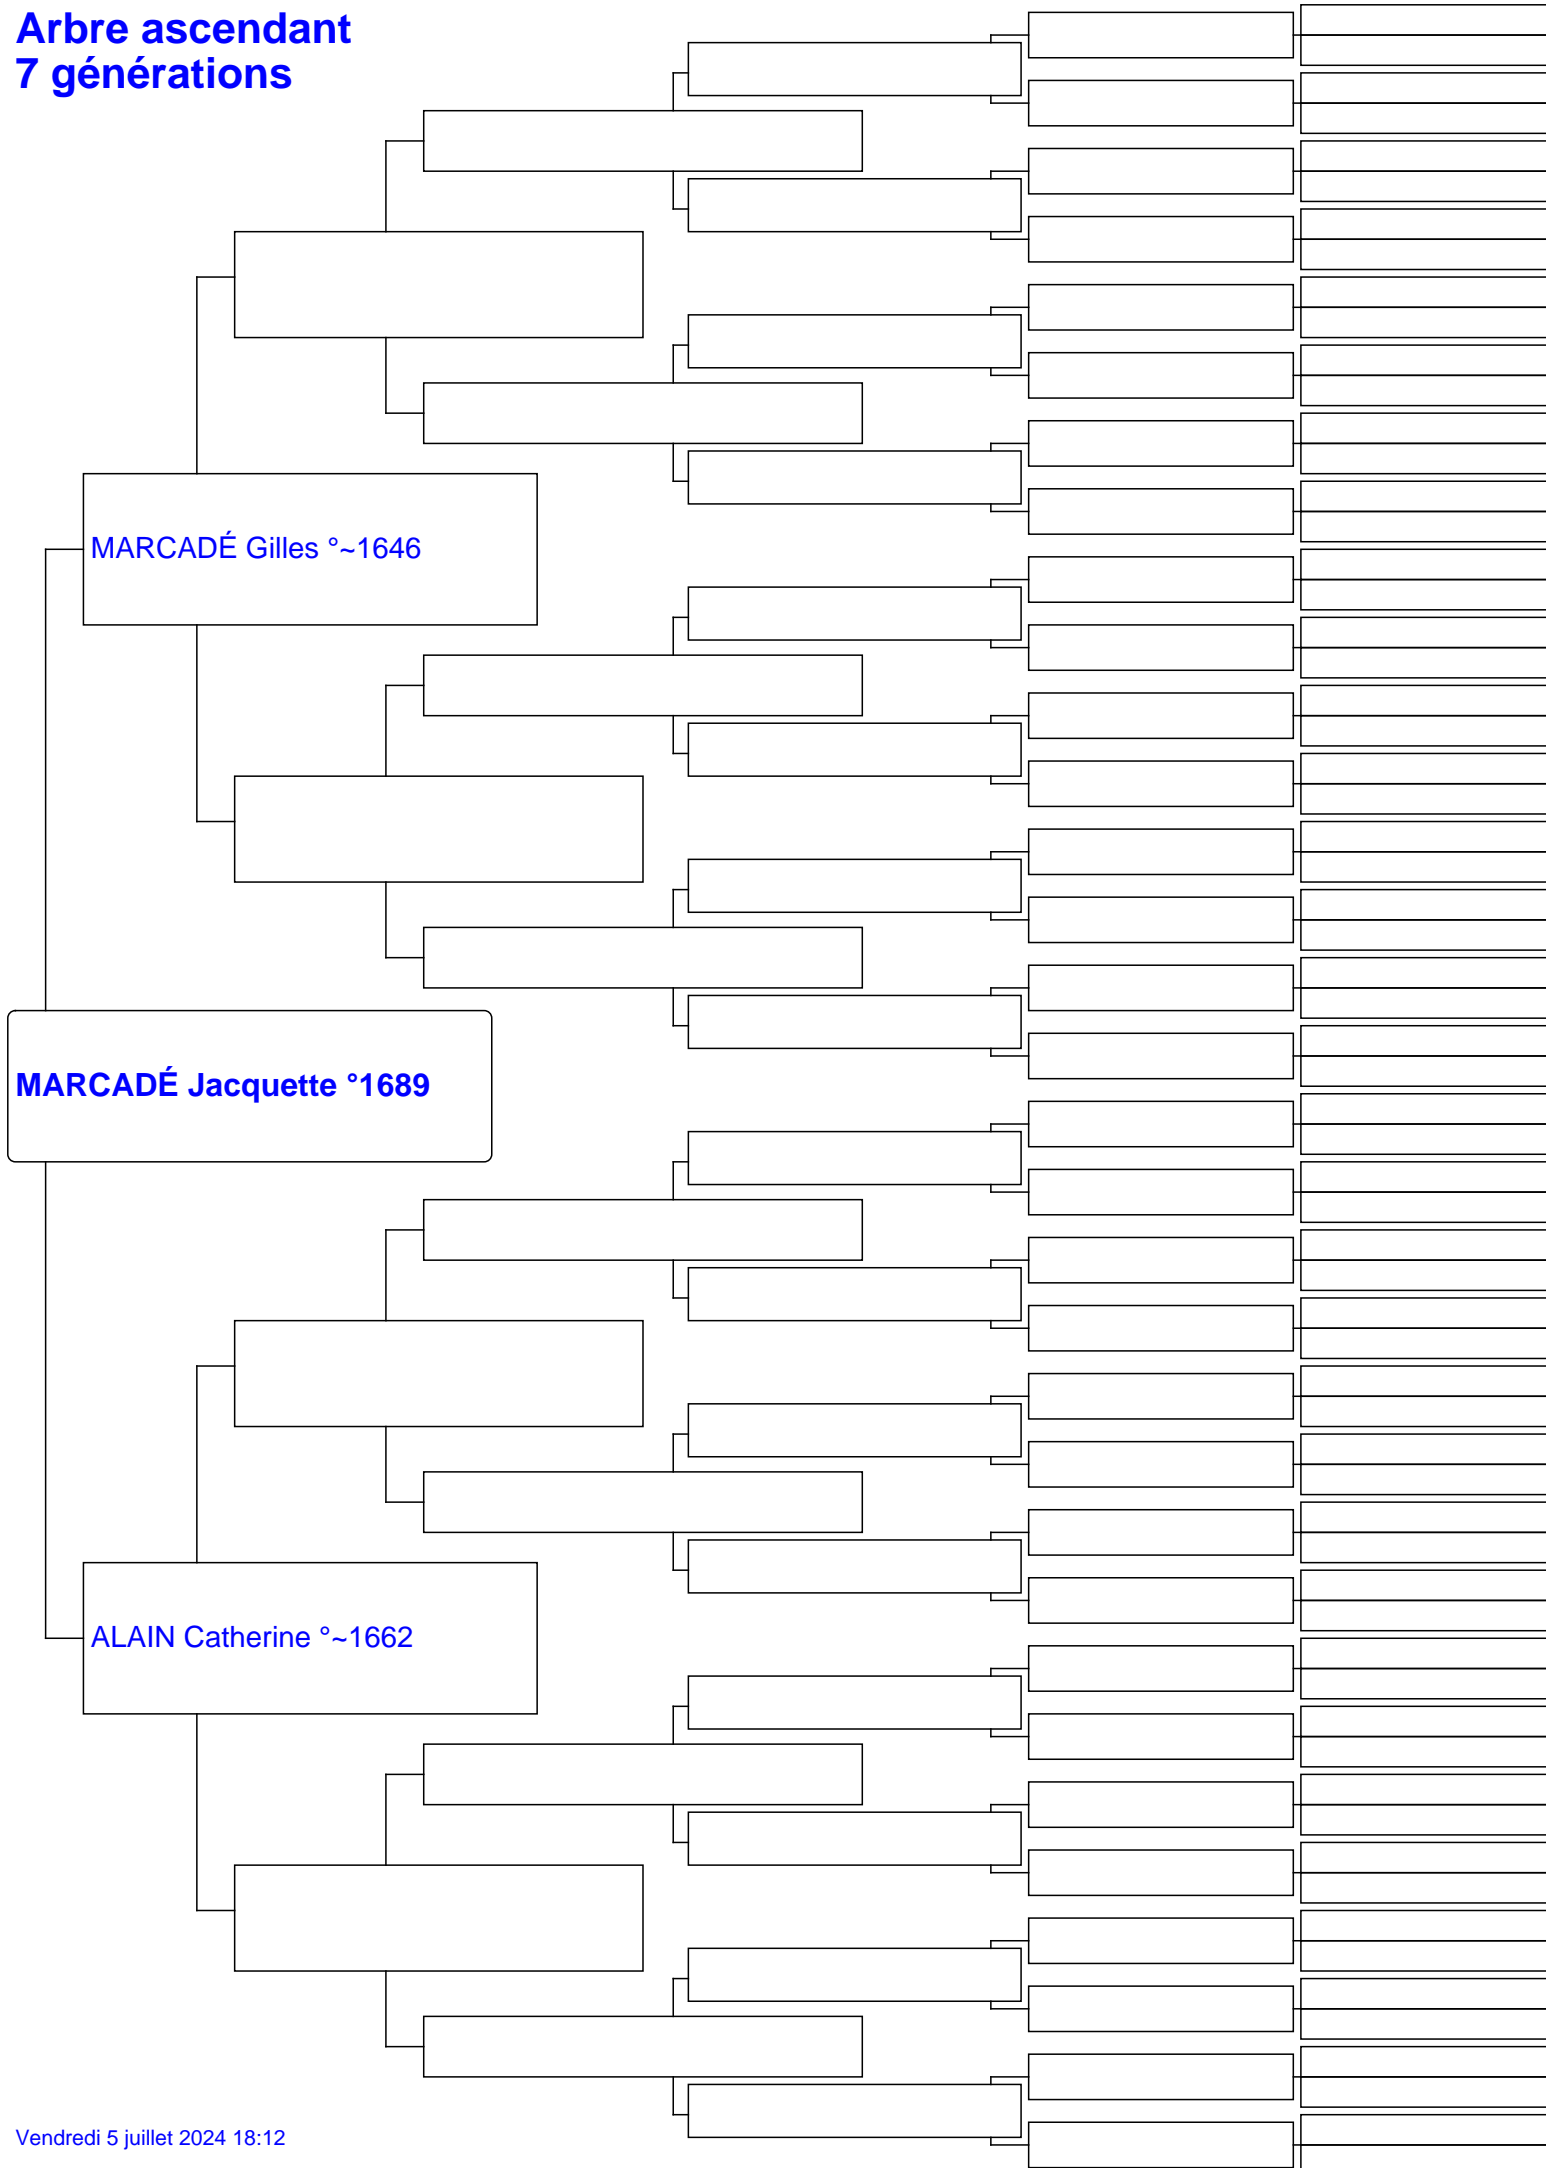 Arbre ascendant
7 générations
MARCADÉ Gilles °~1646
MARCADÉ Jacquette °1689
ALAIN Catherine °~1662
Vendredi 5 juillet 2024 18:12